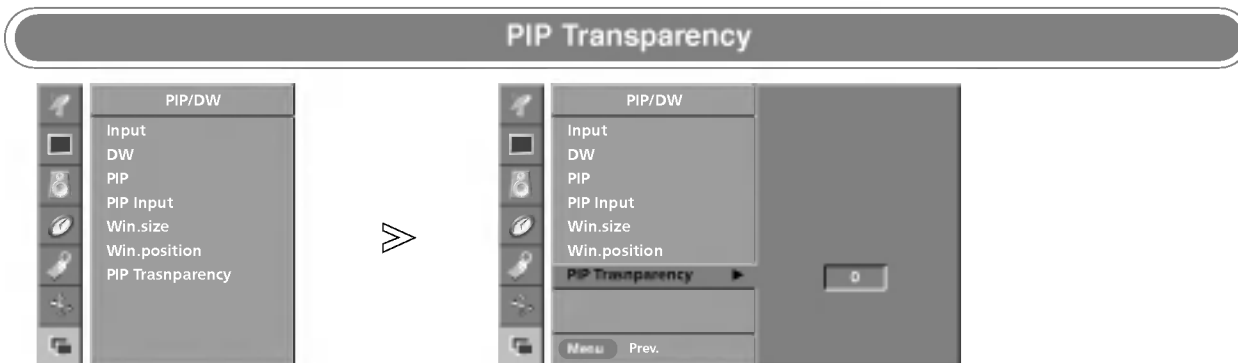 PIP Transparency
PIP/DW
Input
DW
PIP
PIP Input
Win.size
Win.position
PIP Trasnparency
PIP/DW
Input
DW
PIP
PIP Input
Win.size
Win.position
PIP Trasnparency
0
Menu Prev.